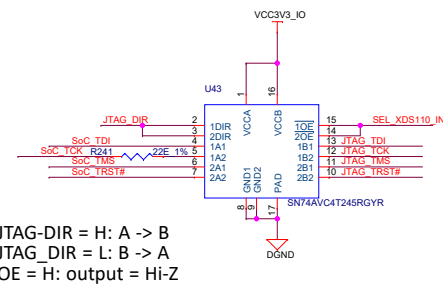 VCC3V3_IO
U43
1
16
VCCA
VCCB
JTAG_DIR
2
1DIR
1OE
15
SEL_XDS110_IN
3
2DIR
2OE
14
SoC_TDI
4
1A1
1B1
13
JTAG_TDI
SoC_TCK
R241
22E 1%
5
1A2
1B2
12
JTAG_TCK
SoC_TMS
6
2A1
2B1
11
JTAG_TMS
SoC_TRST#
7
2A2
2B2
10
JTAG_TRST#
GND1
GND2
PAD
8
9
17
SN74AVC4T245RGYR
DGND
JTAG-DIR = H: A -> B
JTAG_DIR = L: B -> A
OE = H: output = Hi-Z